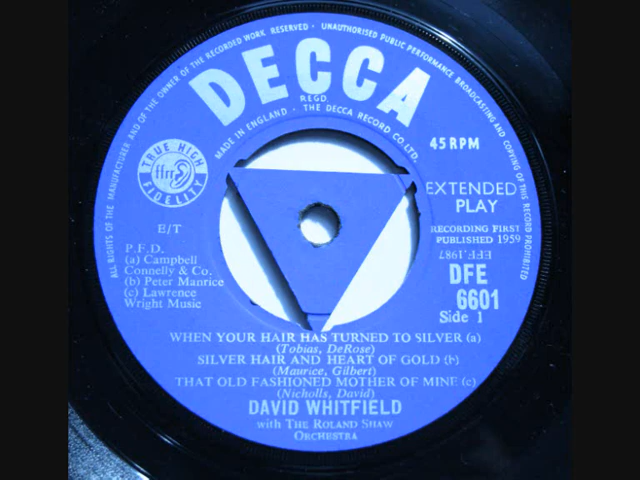 ALL RIGHTS OF THE MANUFACTURER AND OF THE OWNER OF THE RECORDED WORK RESERVED. - UNAUTHORISED PUBLIC PERFORMANCE BROADCASTING AND COPYING OF THIS RECORD PROHIBITED
DECCA
REGD.
MADE IN ENGLAND - THE DECCA RECORD CO. LTD.
TRUE HIGH
ffrr
FIDELITY
45 RPM
EXTENDED
PLAY
RECORDING FIRST
PUBLISHED 1959
EFF.1987
DFE
6601
Side 1
E/T
P.F.D.
(a) Campbell
Connelly & Co.
(b) Peter Maurice
(c) Lawrence
Wright Music
WHEN YOUR HAIR HAS TURNED TO SILVER (a)
(Tobias, DeRose)
SILVER HAIR AND HEART OF GOLD (b)
(Maurice, Gilbert)
THAT OLD FASHIONED MOTHER OF MINE (c)
(Nicholls, David)
DAVID WHITFIELD
with THE ROLAND SHAW
ORCHESTRA